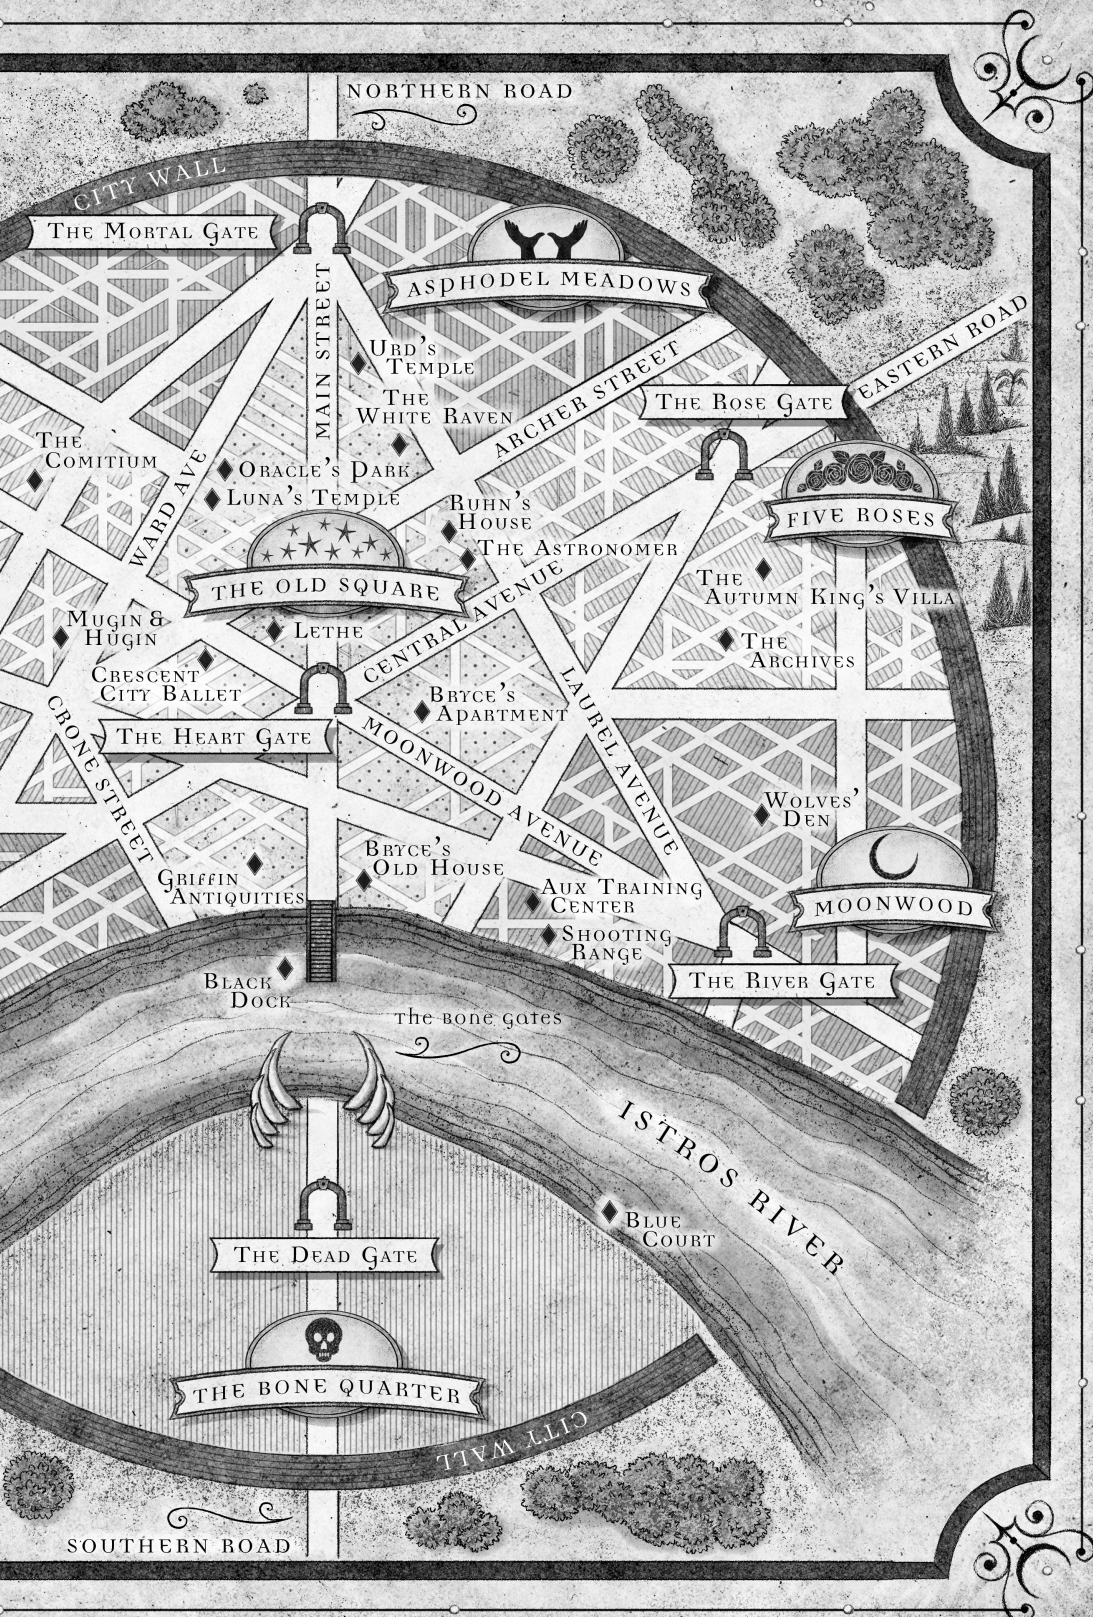 NORTHERN ROAD
CITY WALL
THE MORTAL GATE
ASPHODEL MEADOWS
MAIN STREET
EASTERN ROAD
URD'S
TEMPLE
ARCHER STREET
THE
WHITE RAVEN
THE ROSE GATE
THE
COMITIUM
WARD AVE
ORACLE'S PARK
LUNA'S TEMPLE
RUHN'S
HOUSE
FIVE ROSES
THE ASTRONOMER
THE OLD SQUARE
THE
AUTUMN KING'S VILLA
CENTRAL AVENUE
MUGIN &
HUGIN
LETHE
THE
ARCHIVES
CRESCENT
CITY BALLET
BRYCE'S
APARTMENT
LAUREL AVENUE
CRONE STREET
THE HEART GATE
MOONWOOD AVENUE
WOLVES'
DEN
BRYCE'S
OLD HOUSE
GRIFFIN
ANTIQUITIES
AUX TRAINING
CENTER
MOONWOOD
SHOOTING
RANGE
THE RIVER GATE
BLACK
DOCK
THE BONE GATES
ISTROS RIVER
BLUE
COURT
THE DEAD GATE
THE BONE QUARTER
CITY WALL
SOUTHERN ROAD